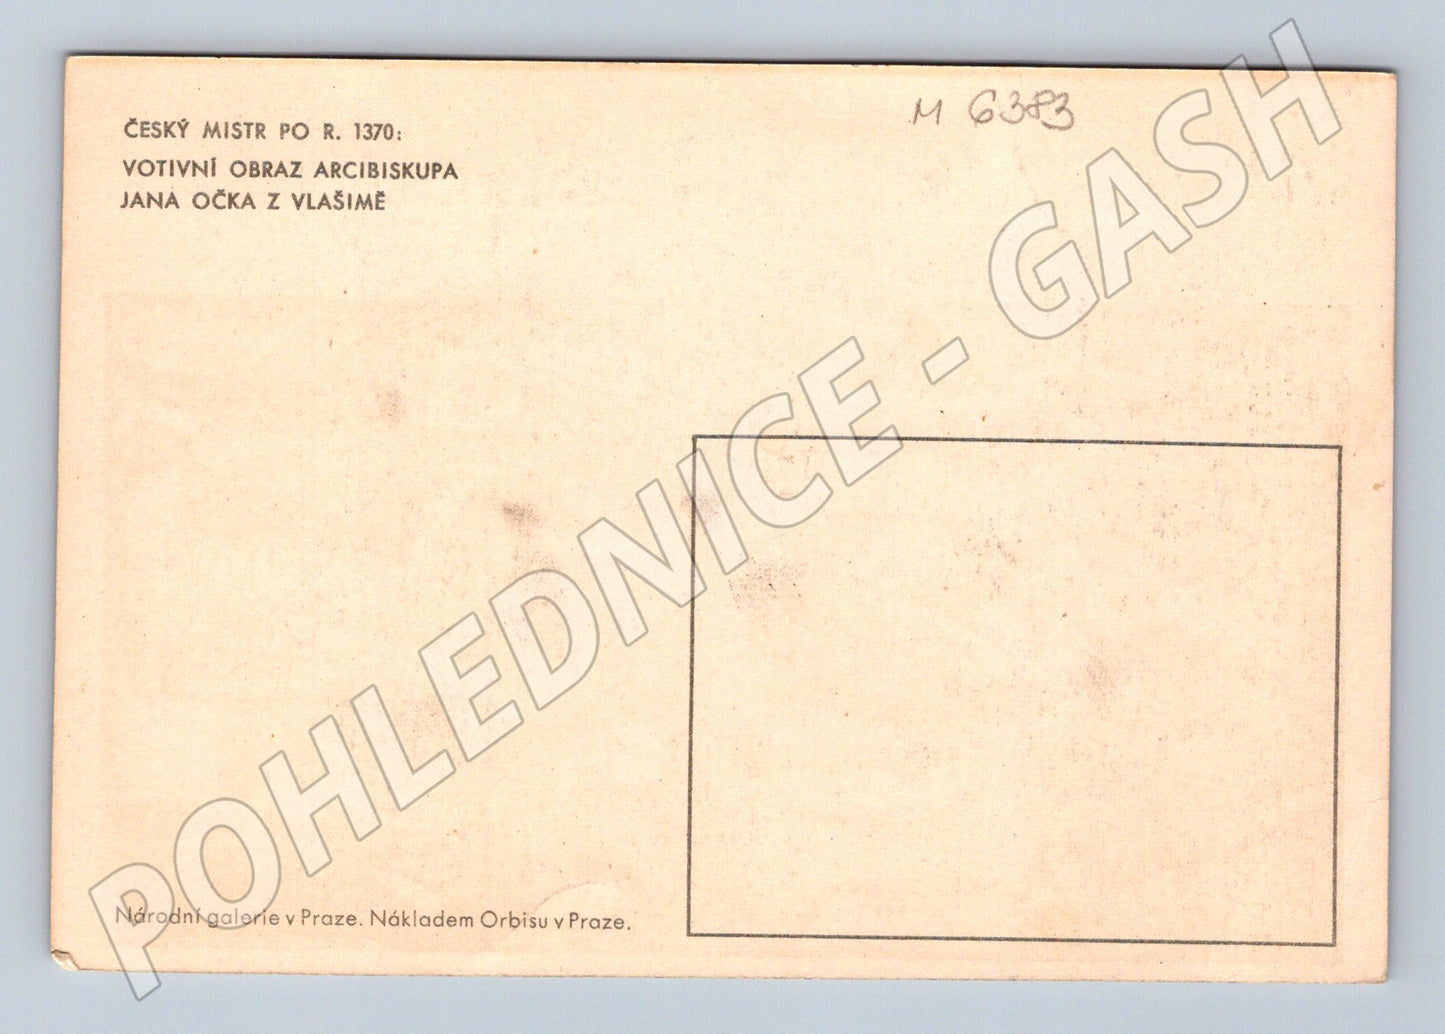 ČESKÝ MISTR PO R. 1370:
VOTIVNÍ OBRAZ ARCIBISKUPA
JANA OČKA Z VLAŠIMĚ
M 6383
POHLEDNICE - GASH
Národní galerie v Praze. Nákladem Orbisu v Praze.